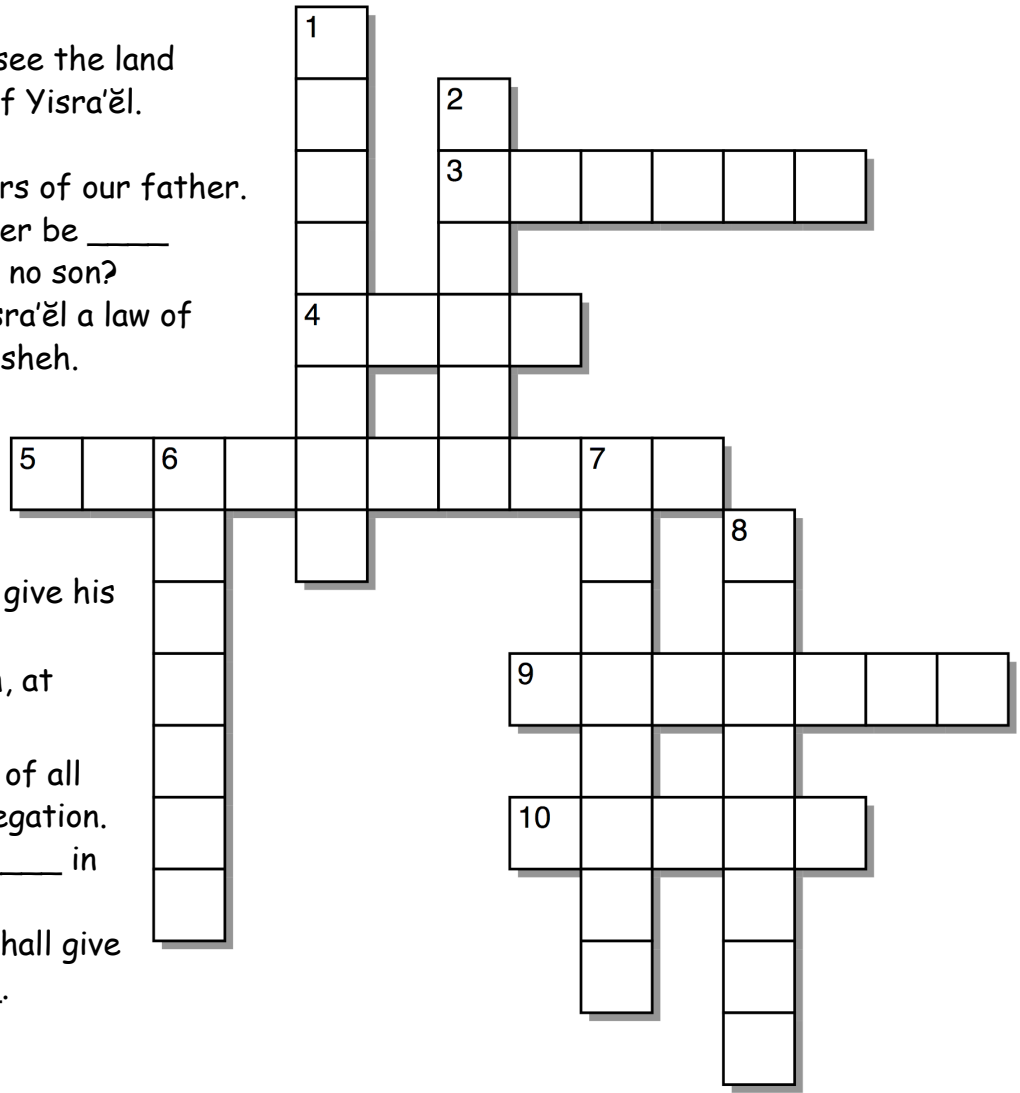 see the land
f Yisra’ĕl.
rs of our father.
er be ____
no son?
sra’ĕl a law of
sheh.
give his
, at
of all
egation.
____ in
hall give
.
1
2
3
4
5 6 7
8
9
10